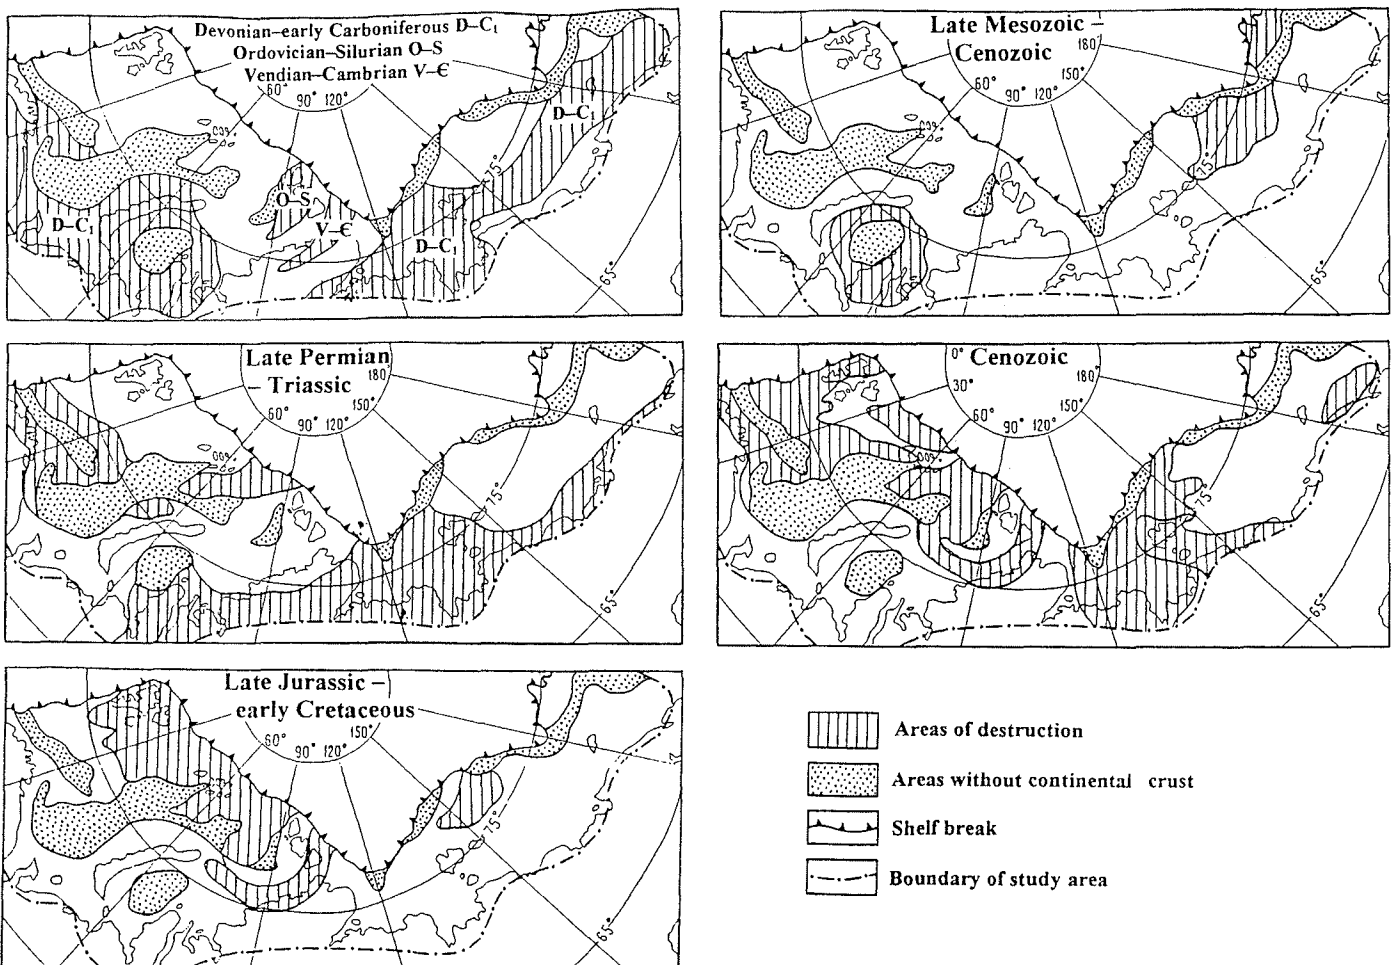 Devonian–early Carboniferous D–C₁
Ordovician–Silurian O–S
Vendian–Cambrian V–Є
60° 90° 120°
D–C₁
75°
O–S
V–Є
D–C₁
D–C₁
65°
Late Mesozoic –
Cenozoic
180°
60° 90° 120° 150°
75°
65°
Late Permian
– Triassic
180°
150°
60° 90° 120°
75°
65°
0° Cenozoic
30° 180°
150°
60° 90° 120°
75°
65°
Late Jurassic –
early Cretaceous
150°
60° 90° 120°
75°
65°
Areas of destruction
Areas without continental crust
Shelf break
Boundary of study area